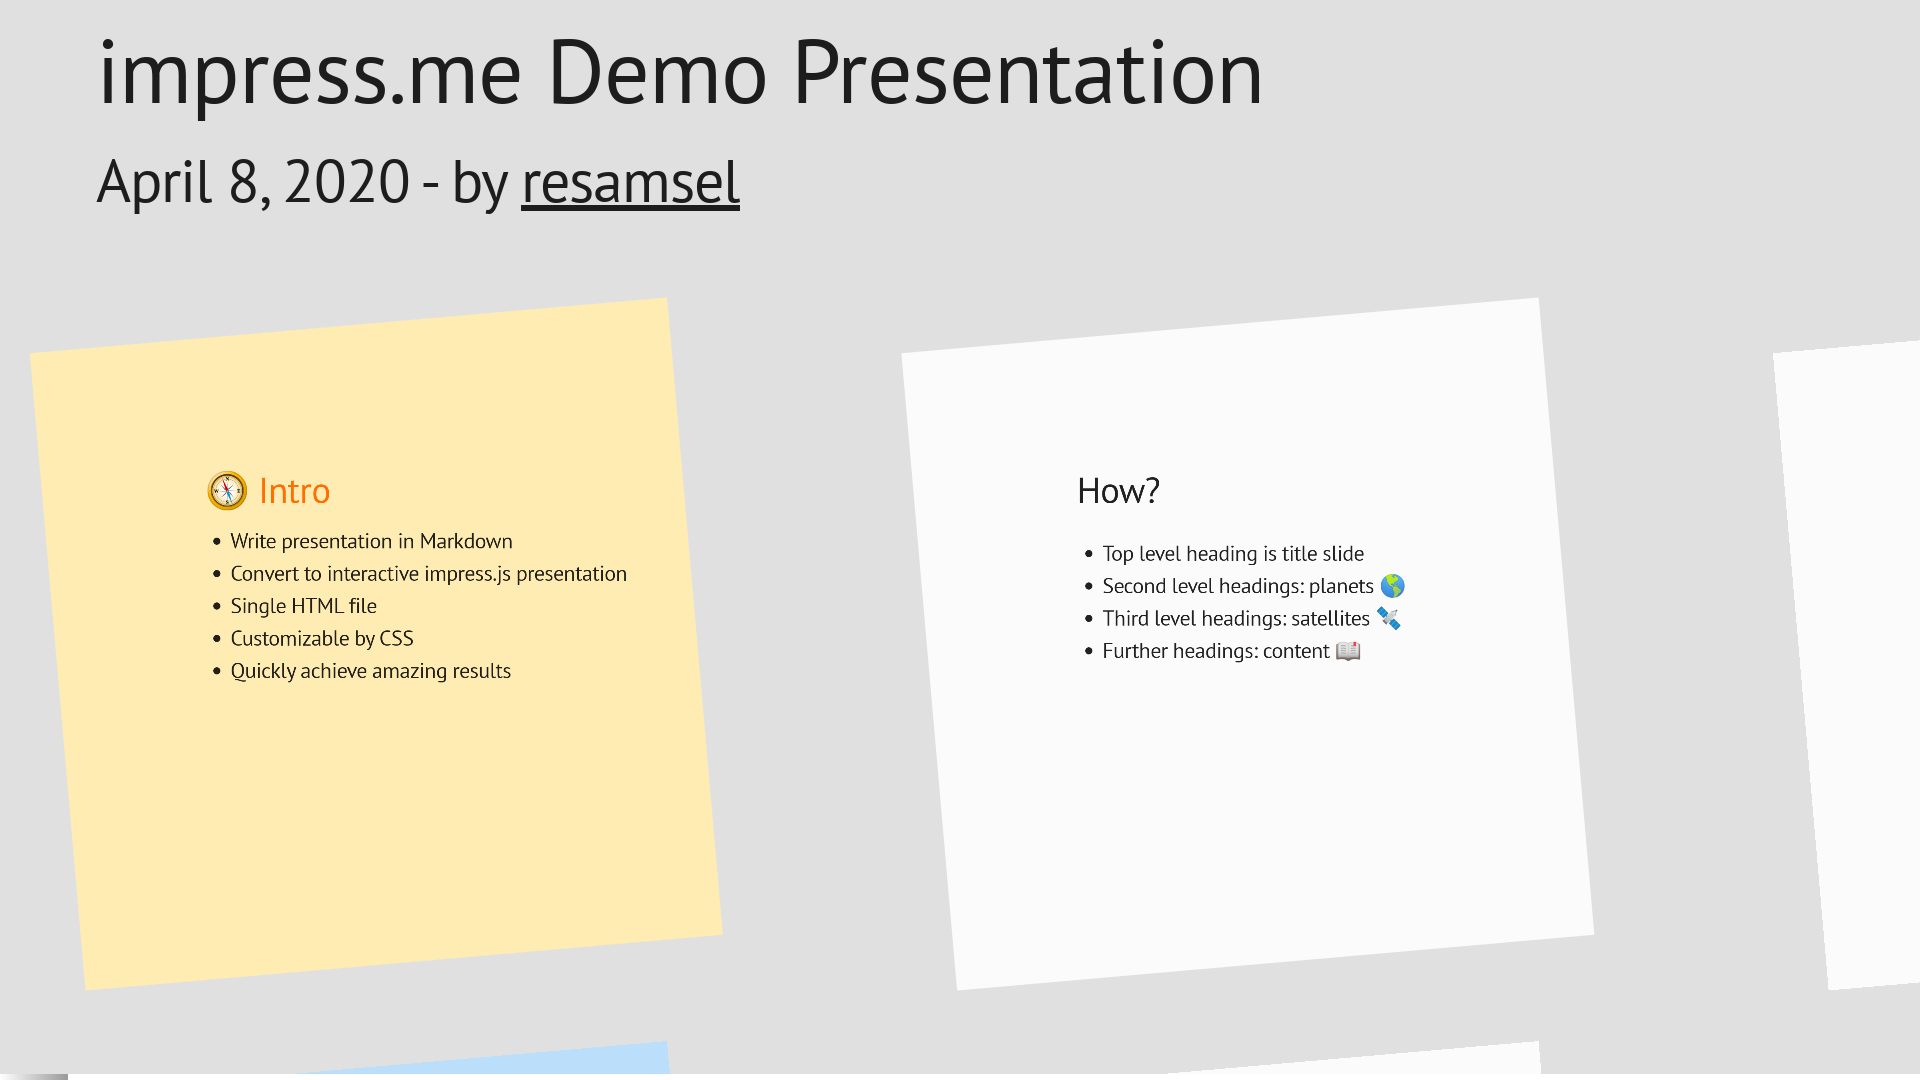 impress.me Demo Presentation
April 8, 2020 - by resamsel
Intro
Write presentation in Markdown
Convert to interactive impress.js presentation
Single HTML file
Customizable by CSS
Quickly achieve amazing results
How?
Top level heading is title slide
Second level headings: planets 🌎
Third level headings: satellites 🛰
Further headings: content 📖